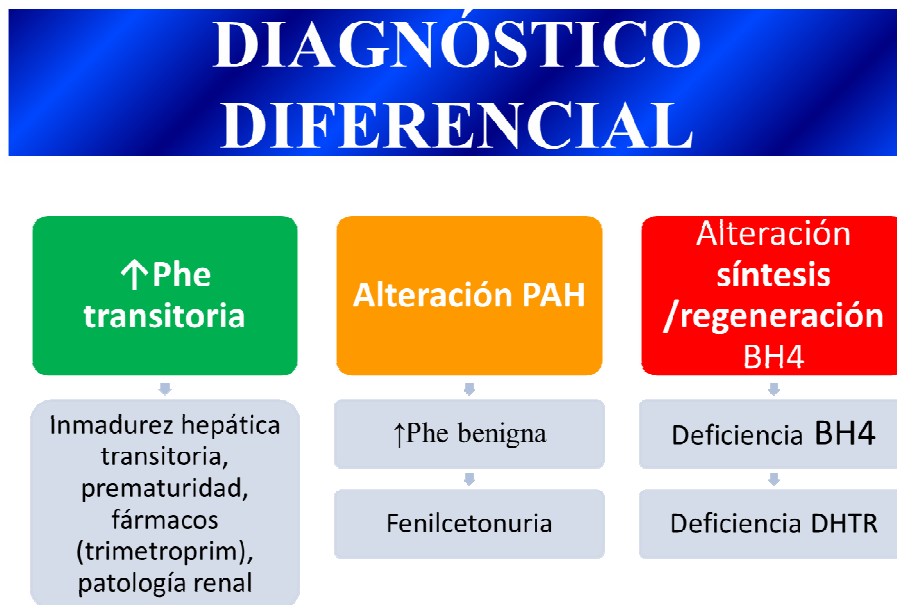 DIAGNÓSTICO
DIFERENCIAL
↑Phe
transitoria
Inmadurez hepática
transitoria,
prematuridad,
fármacos
(trimetroprim),
patología renal
Alteración PAH
↑Phe benigna
Fenilcetonuria
Alteración
síntesis
/regeneración
BH4
Deficiencia BH4
Deficiencia DHTR